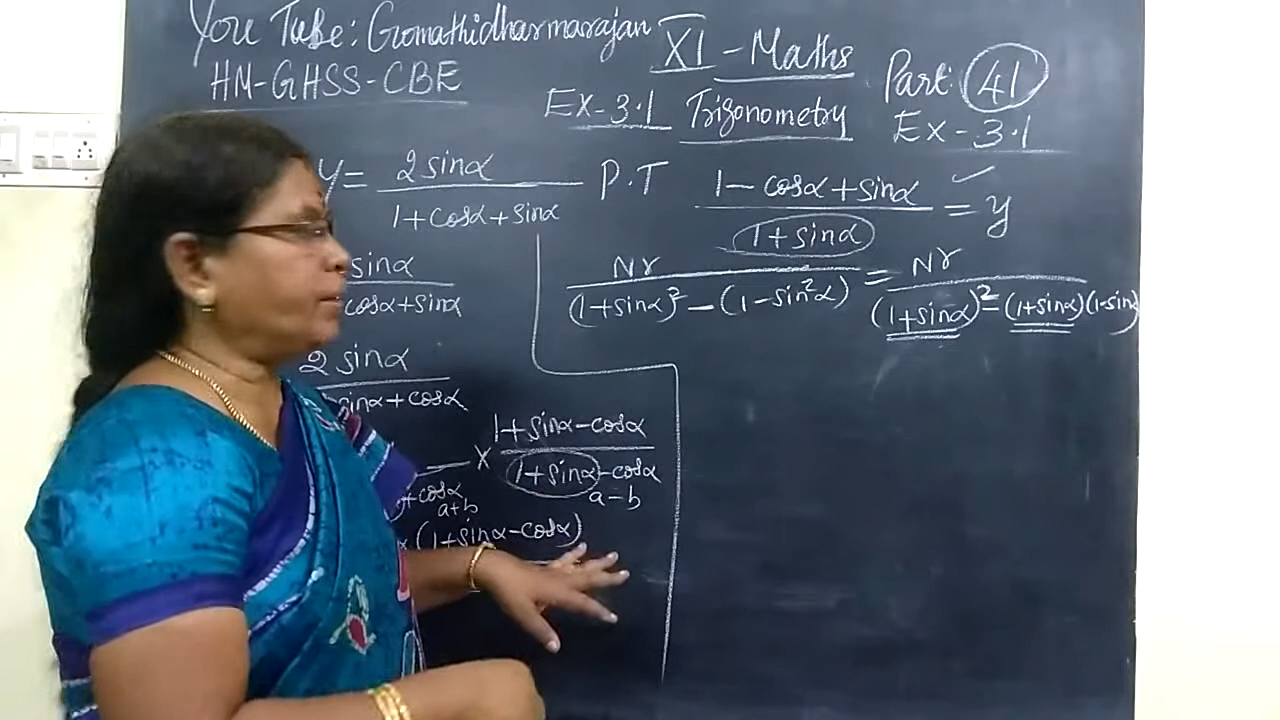 You Tube: Gomathidharmarajan
HM-GHSS-CBE
XI - Maths
Part: 41
Ex-3.1 Trigonometry
Ex-3.1
y = 2 sinα / 1 + cosα + sinα
P.T 1 - cosα + sinα / 1 + sinα = y
sinα
cosα + sinα
2 sinα
sinα + cosα
× 1 + sinα - cosα / 1 + sinα - cosα
+ cosα
a+b
a-b
(1 + sinα - cosα)
Nr / (1+sinα)² - (1 - sin²α) = Nr / (1+sinα)² - (1+sinα)(1-sinα)